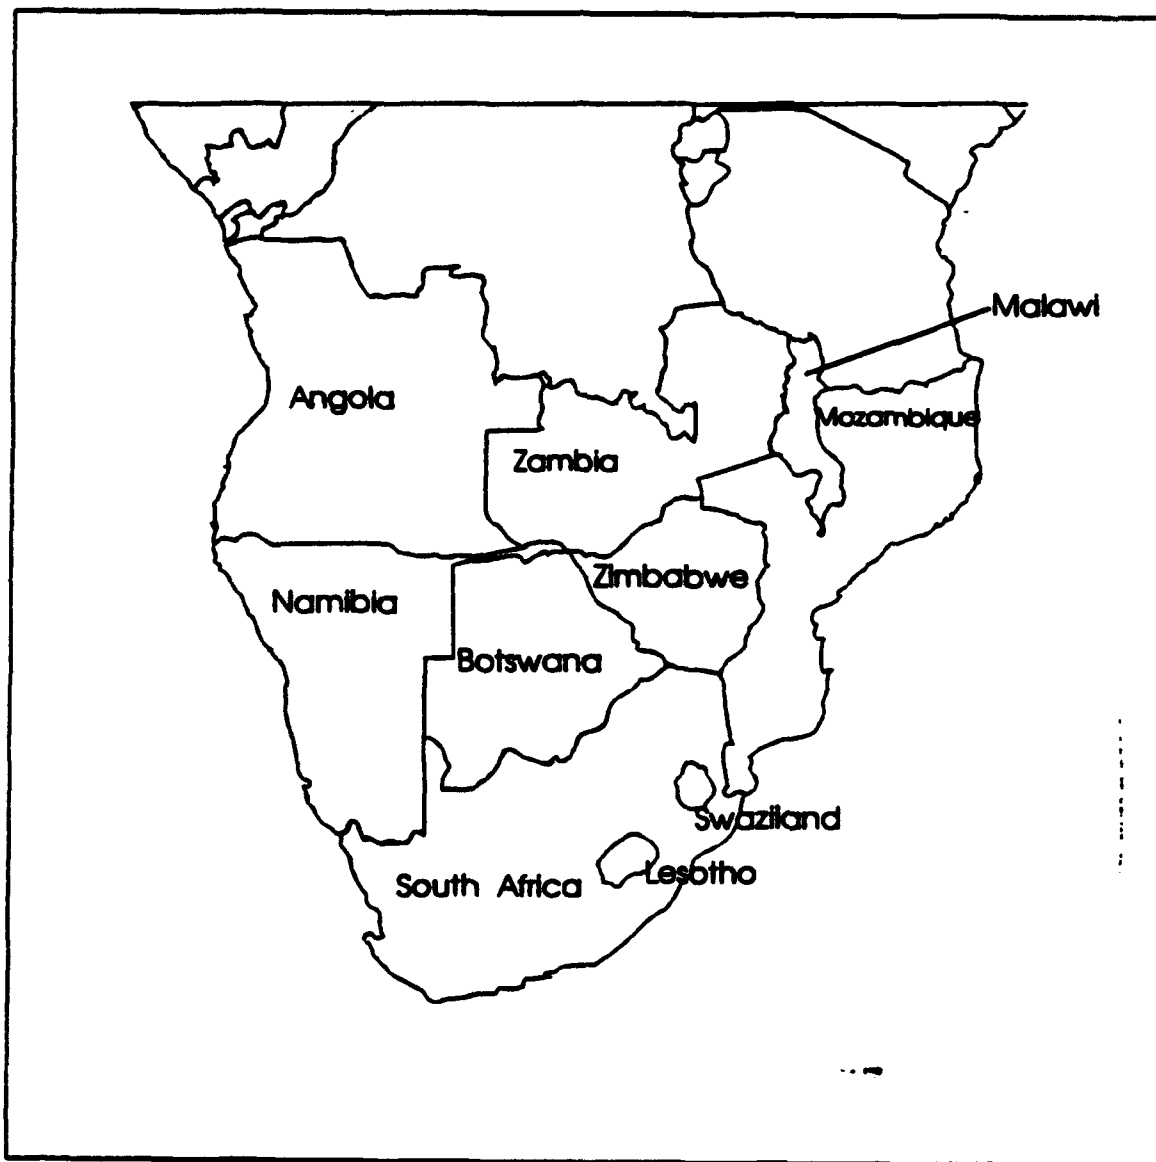 Malawi
Angola
Mozambique
Zambia
Zimbabwe
Namibia
Botswana
Swaziland
Lesotho
South Africa